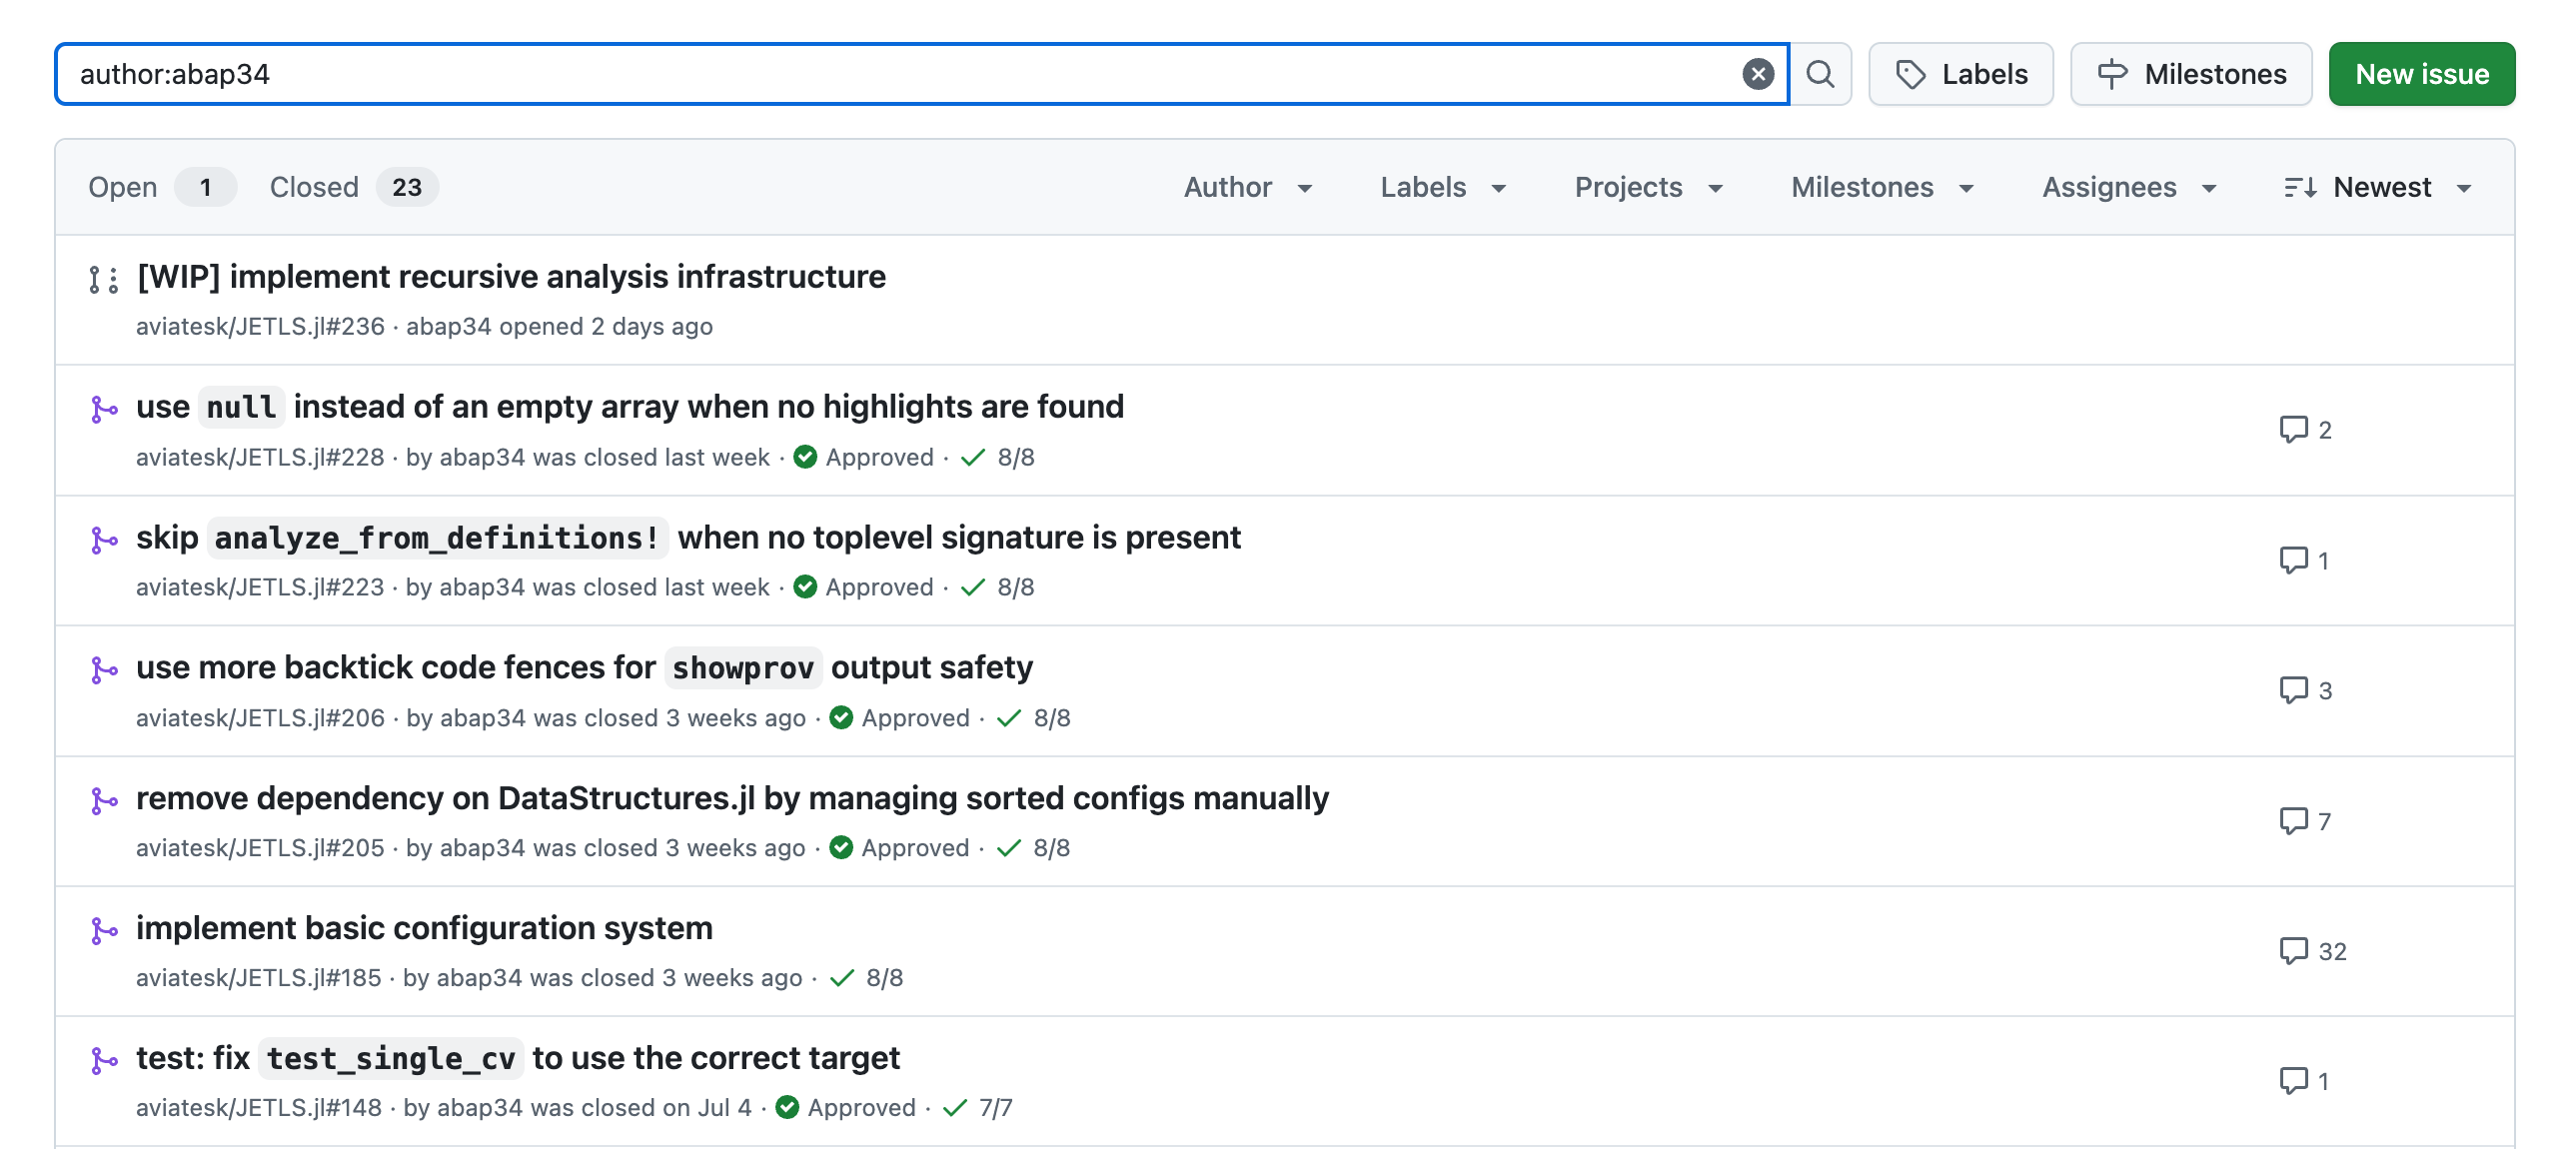 author:abap34
Labels
Milestones
New issue
Open 1 Closed 23 Author Labels Projects Milestones Assignees Newest
[WIP] implement recursive analysis infrastructure
aviatesk/JETLS.jl#236 · abap34 opened 2 days ago
use null instead of an empty array when no highlights are found
aviatesk/JETLS.jl#228 · by abap34 was closed last week · Approved · 8/8
2
skip analyze_from_definitions! when no toplevel signature is present
aviatesk/JETLS.jl#223 · by abap34 was closed last week · Approved · 8/8
1
use more backtick code fences for showprov output safety
aviatesk/JETLS.jl#206 · by abap34 was closed 3 weeks ago · Approved · 8/8
3
remove dependency on DataStructures.jl by managing sorted configs manually
aviatesk/JETLS.jl#205 · by abap34 was closed 3 weeks ago · Approved · 8/8
7
implement basic configuration system
aviatesk/JETLS.jl#185 · by abap34 was closed 3 weeks ago · 8/8
32
test: fix test_single_cv to use the correct target
aviatesk/JETLS.jl#148 · by abap34 was closed on Jul 4 · Approved · 7/7
1